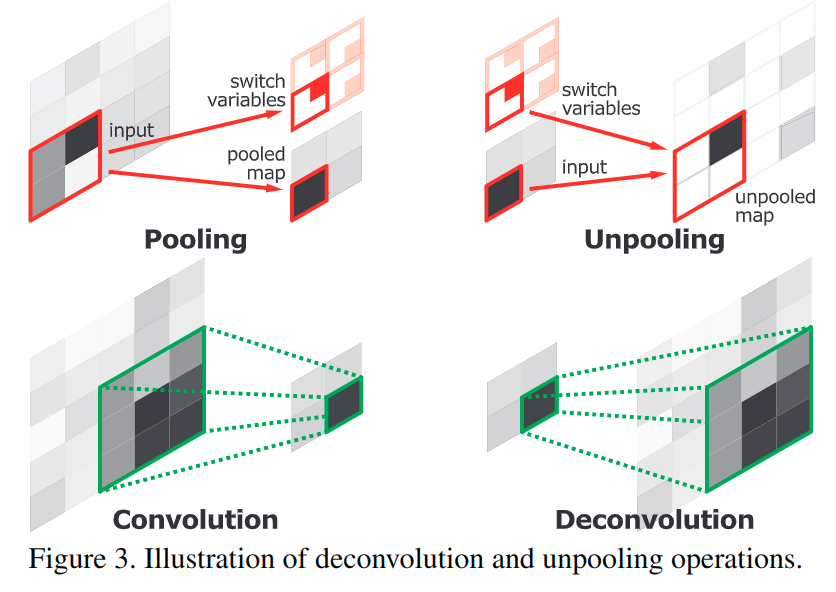 switch
variables
input
pooled
map
Pooling
switch
variables
input
unpooled
map
Unpooling
Convolution
Deconvolution
Figure 3. Illustration of deconvolution and unpooling operations.